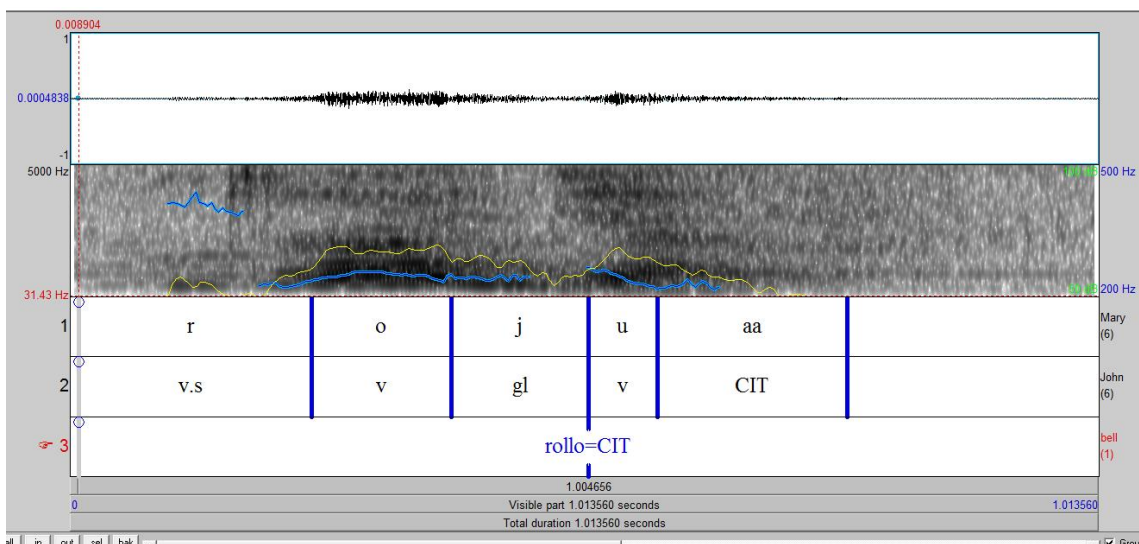 0.008904
1
0.0004838
-1
5000 Hz 500 Hz
31.43 Hz 200 Hz
1 r o j u aa Mary (6)
2 v.s v gl v CIT John (6)
3 rollo=CIT bell (1)
1.004656
0 Visible part 1.013560 seconds 1.013560
Total duration 1.013560 seconds
in out sel bak